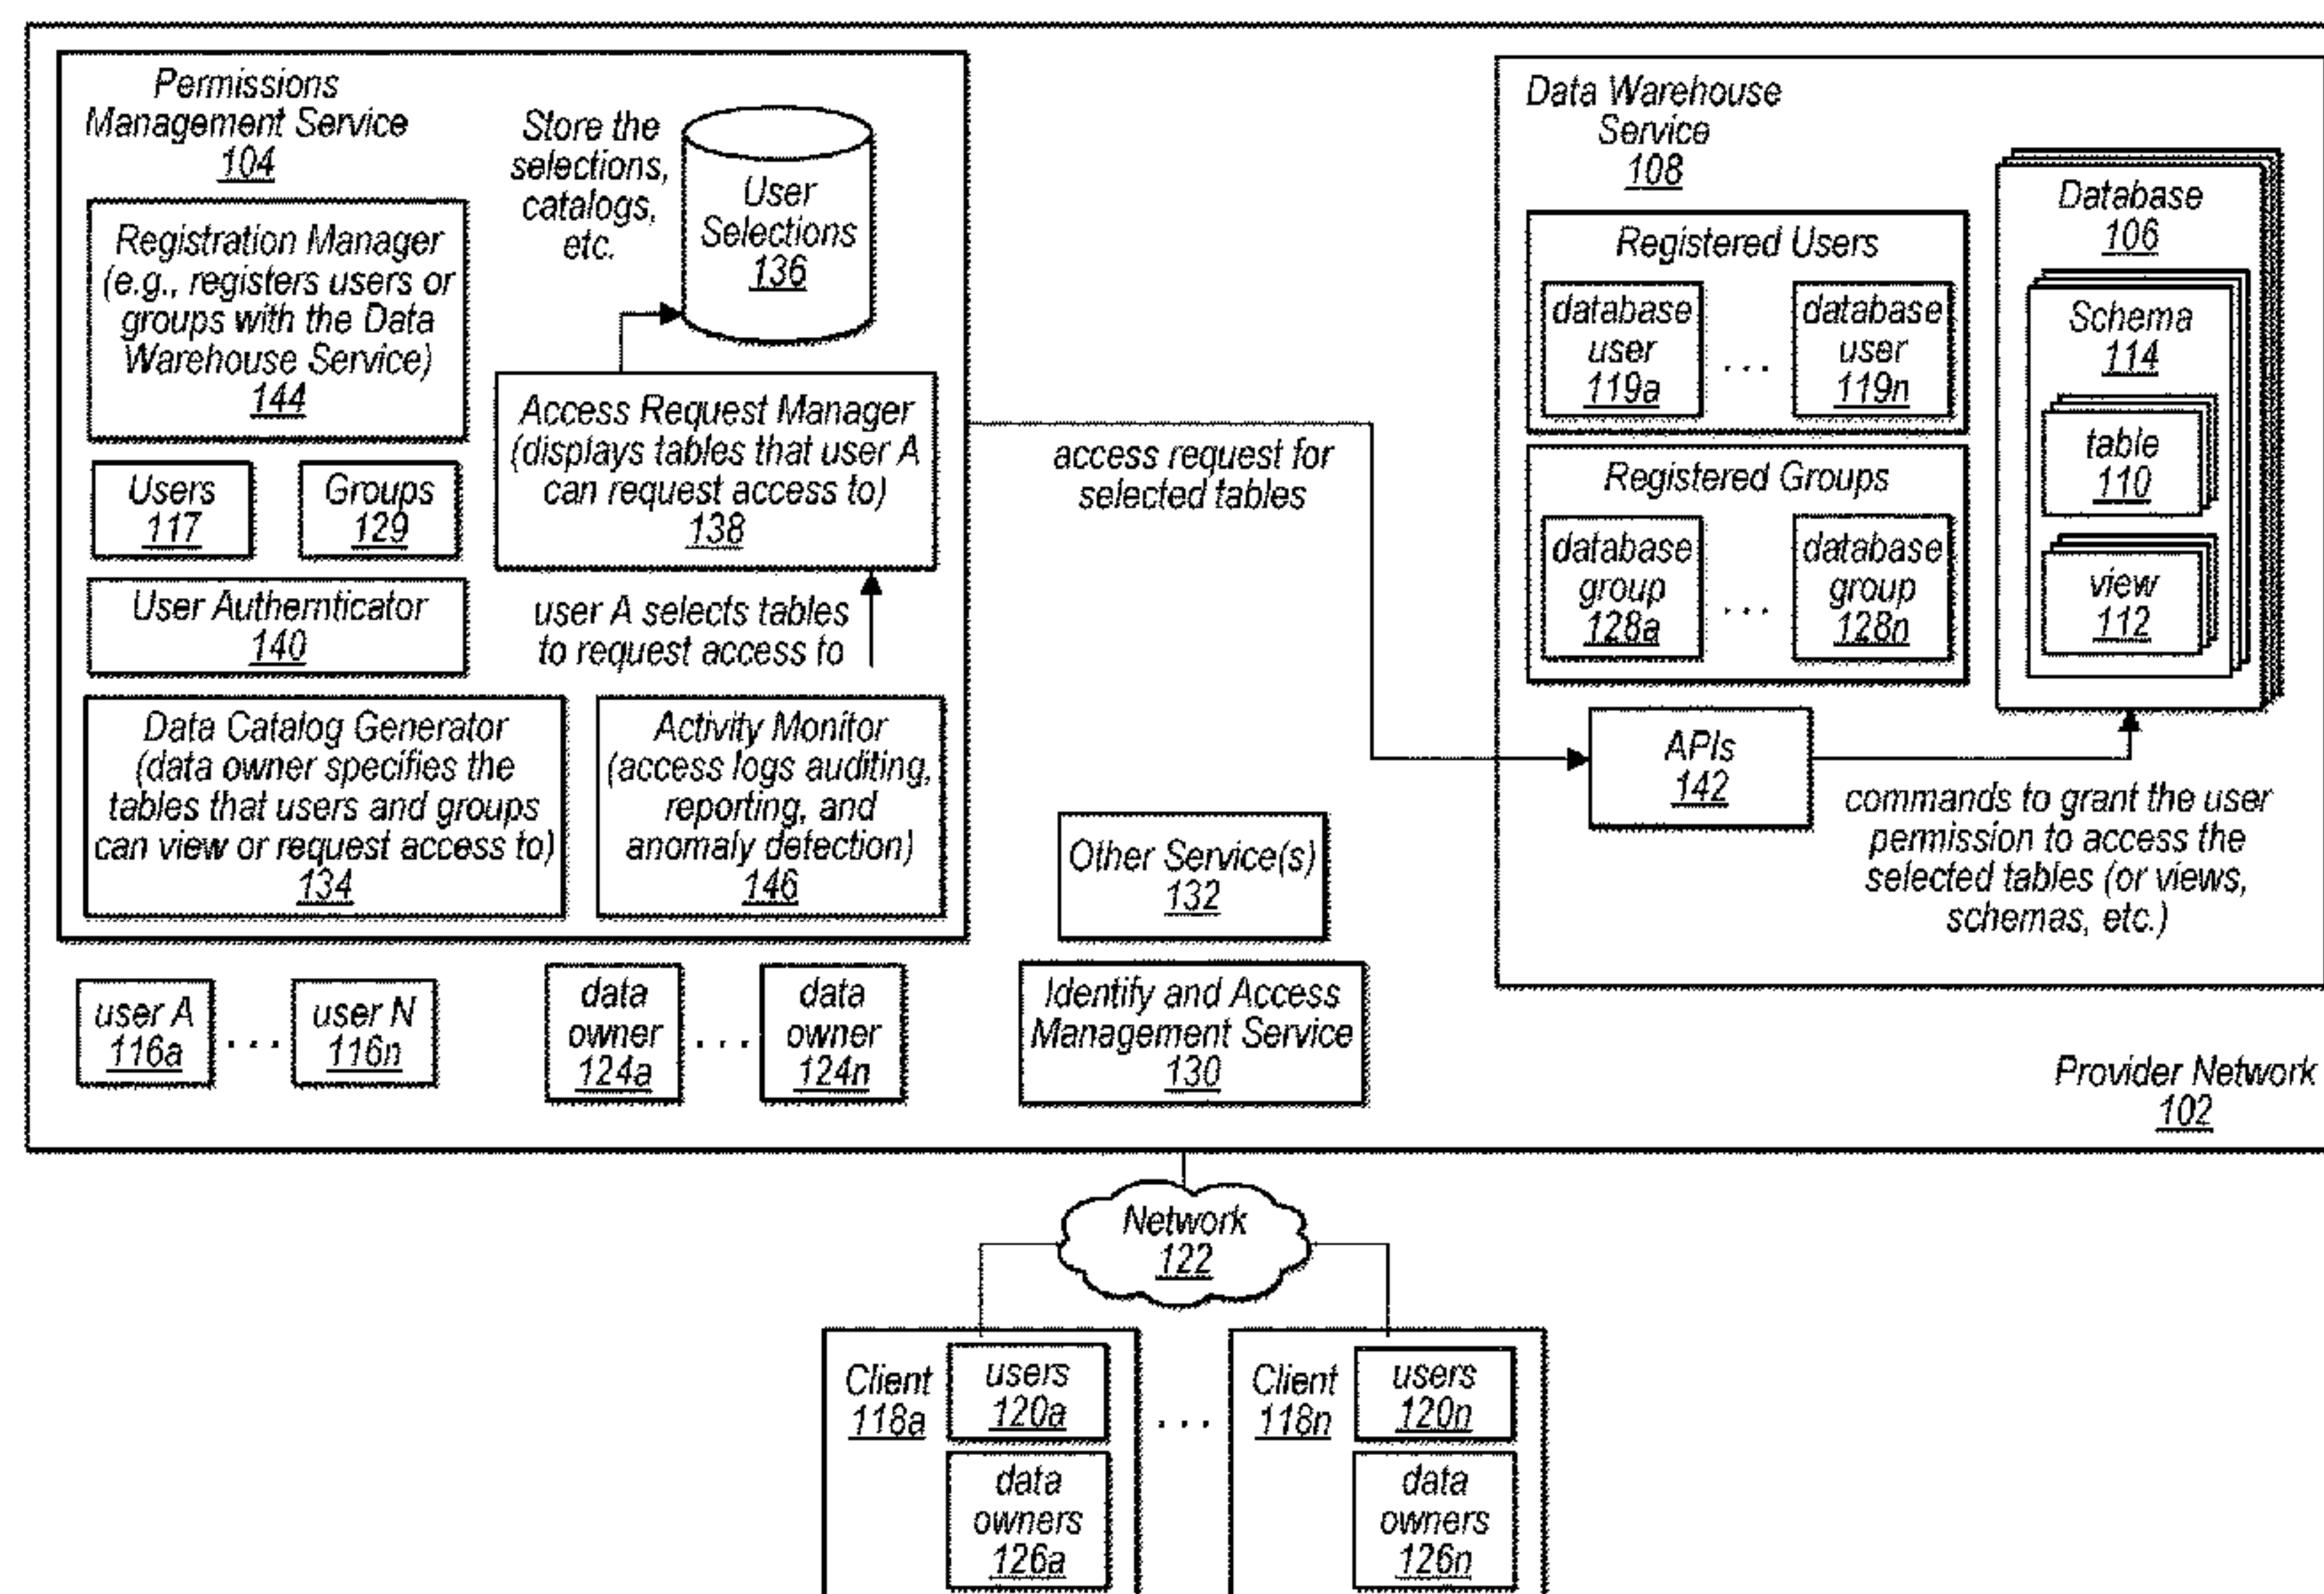 Permissions
Management Service
104
Store the
selections,
catalogs,
etc.
User
Selections
136
Registration Manager
(e.g., registers users or
groups with the Data
Warehouse Service)
144
Access Request Manager
(displays tables that user A
can request access to)
138
Users
117
Groups
129
User Authernticator
140
user A selects tables
to request access to
Data Catalog Generator
(data owner specifies the
tables that users and groups
can view or request access to)
134
Activity Monitor
(access logs auditing,
reporting, and
anomaly detection)
146
access request for
selected tables
Data Warehouse
Service
108
Registered Users
database
user
119a
...
database
user
119n
Registered Groups
database
group
128a
...
database
group
128n
Database
106
Schema
114
table
110
view
112
APIs
142
commands to grant the user
permission to access the
selected tables (or views,
schemas, etc.)
Other Service(s)
132
Identify and Access
Management Service
130
user A
116a
...
user N
116n
data
owner
124a
...
data
owner
124n
Provider Network
102
Network
122
Client
118a
users
120a
data
owners
126a
...
Client
118n
users
120n
data
owners
126n